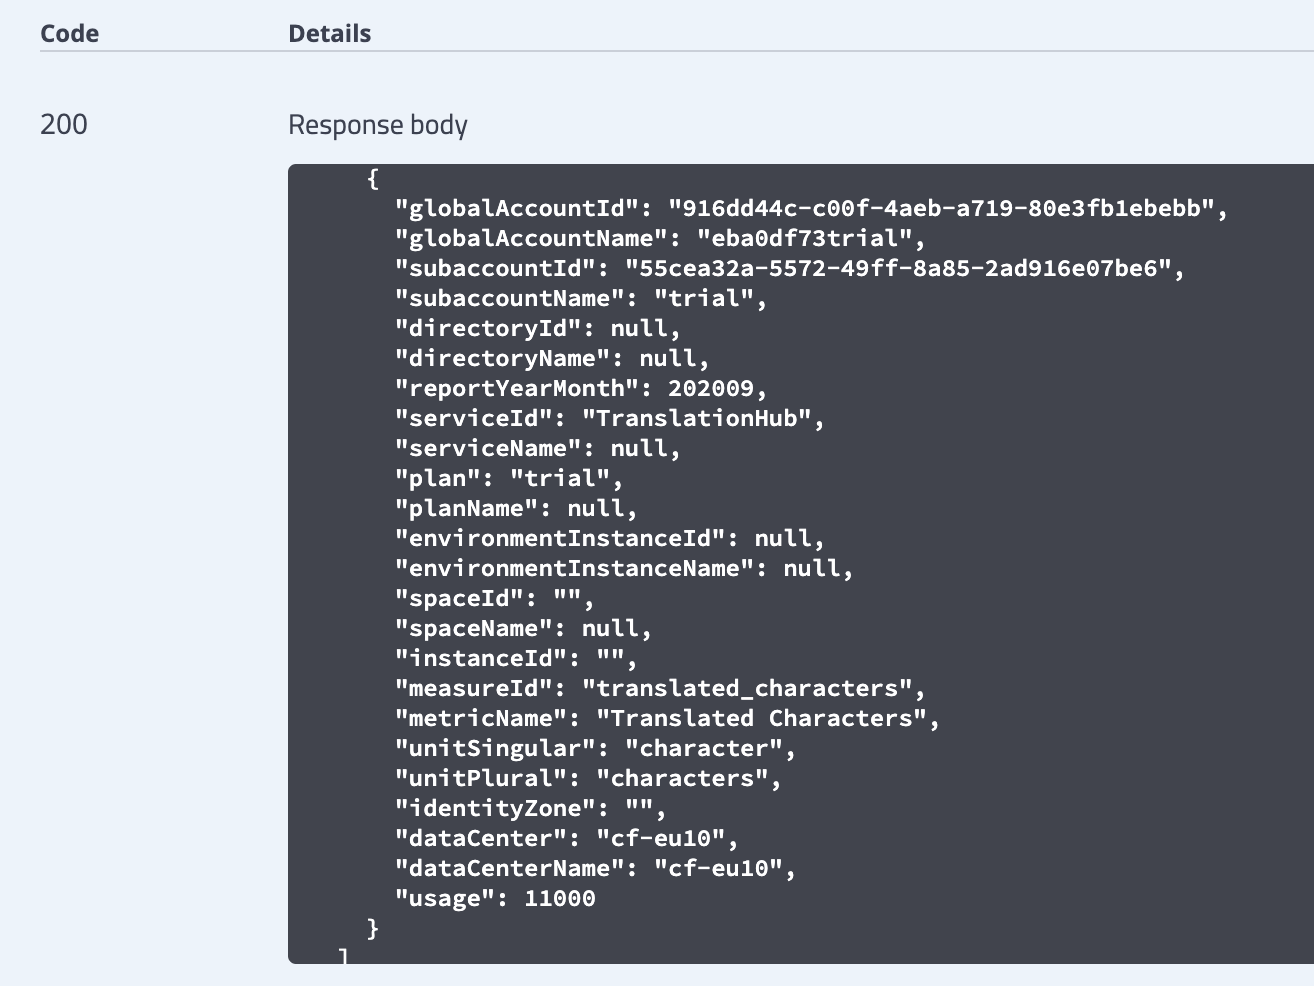 Code Details
200 Response body
{
"globalAccountId": "916dd44c-c00f-4aeb-a719-80e3fb1ebebb",
"globalAccountName": "eba0df73trial",
"subaccountId": "55cea32a-5572-49ff-8a85-2ad916e07be6",
"subaccountName": "trial",
"directoryId": null,
"directoryName": null,
"reportYearMonth": 202009,
"serviceId": "TranslationHub",
"serviceName": null,
"plan": "trial",
"planName": null,
"environmentInstanceId": null,
"environmentInstanceName": null,
"spaceId": "",
"spaceName": null,
"instanceId": "",
"measureId": "translated_characters",
"metricName": "Translated Characters",
"unitSingular": "character",
"unitPlural": "characters",
"identityZone": "",
"dataCenter": "cf-eu10",
"dataCenterName": "cf-eu10",
"usage": 11000
}
]